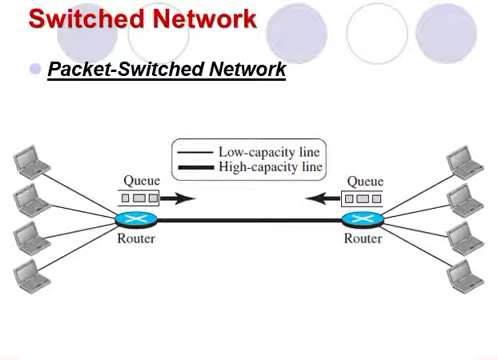 Switched Network
Packet-Switched Network
Low-capacity line
High-capacity line
Queue
Queue
Router
Router